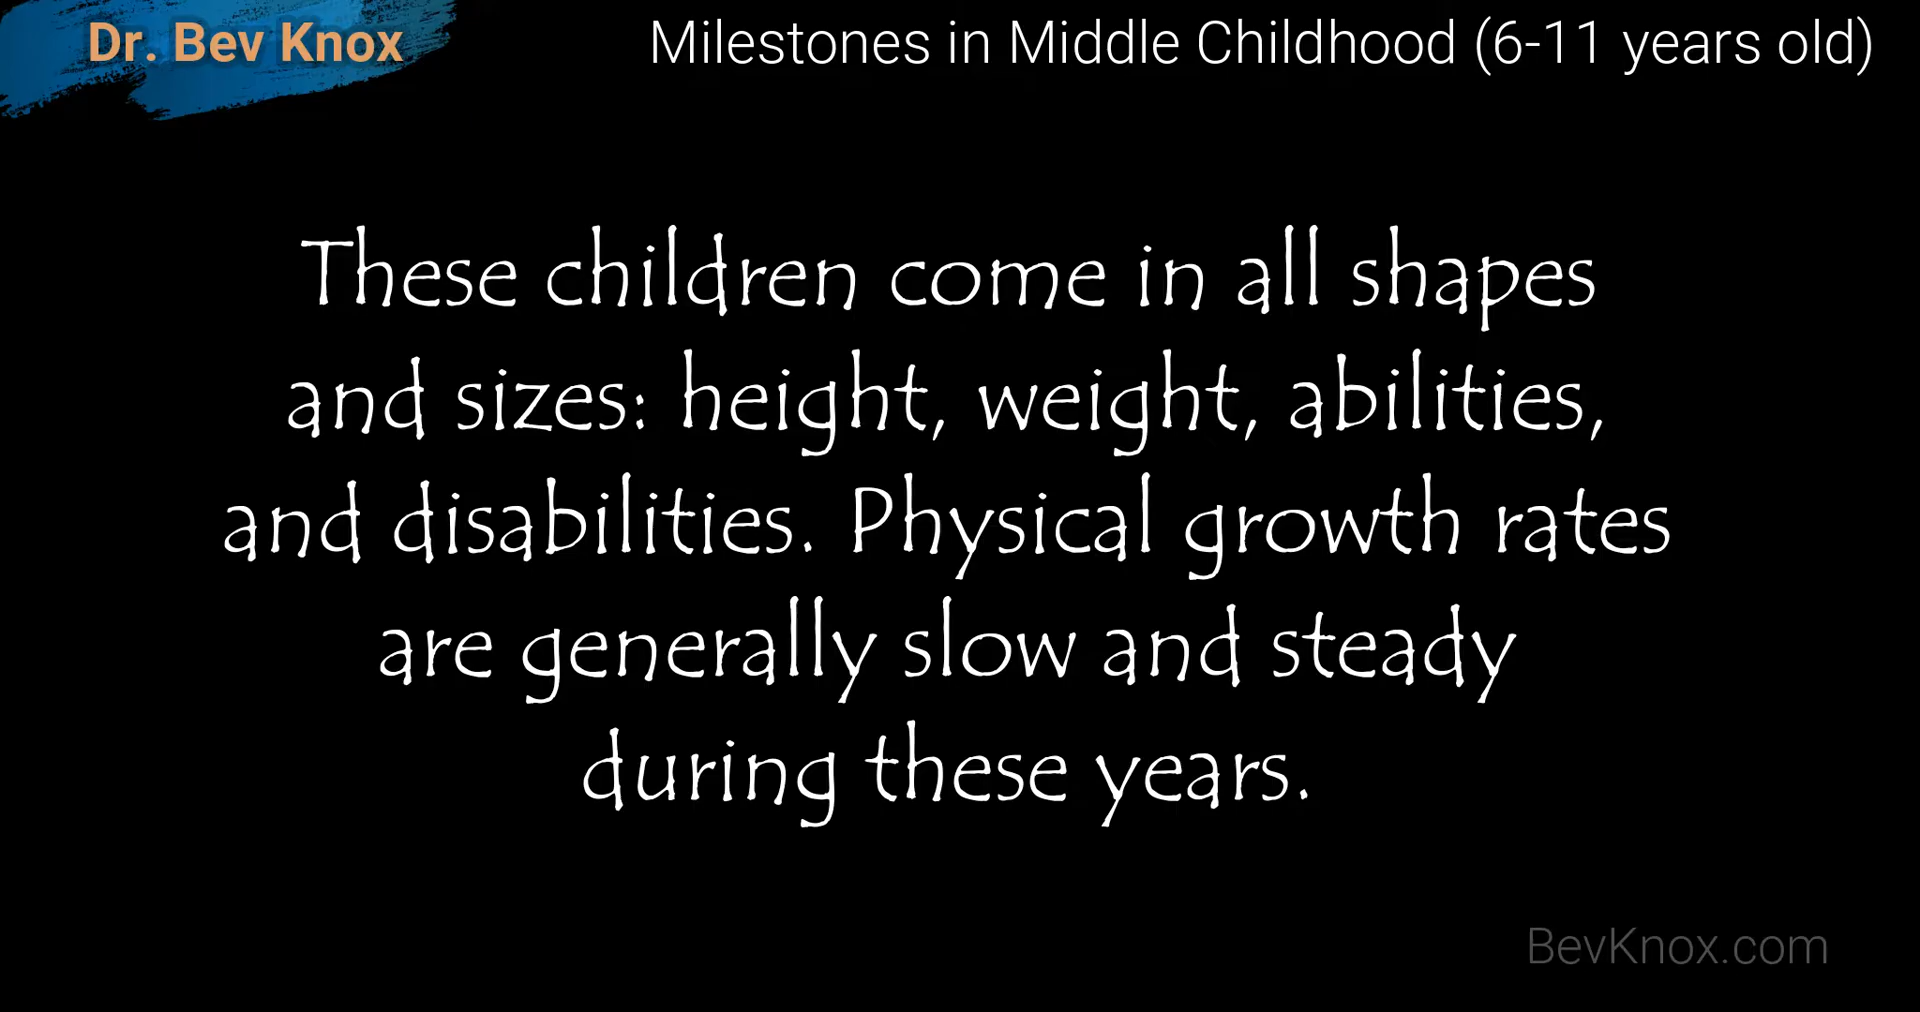 Dr. Bev Knox
Milestones in Middle Childhood (6-11 years old)
These children come in all shapes
and sizes: height, weight, abilities,
and disabilities. Physical growth rates
are generally slow and steady
during these years.
BevKnox.com